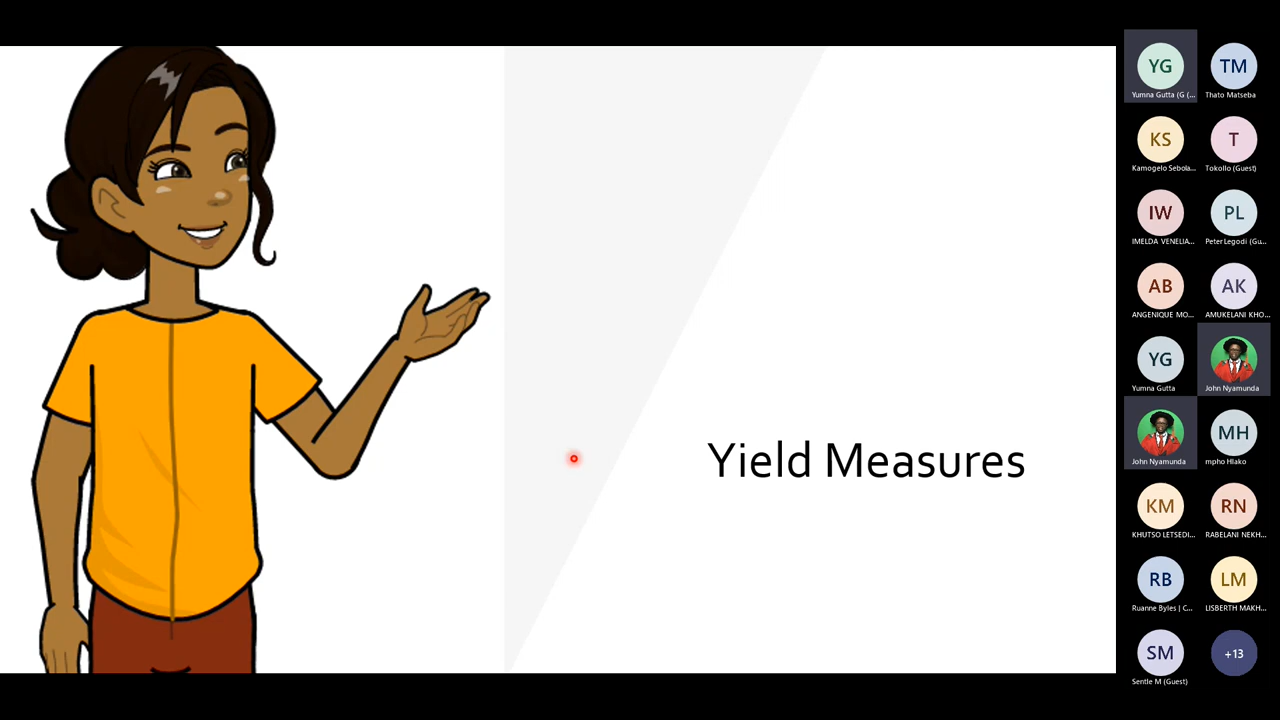 Yield Measures
YG
Yumna Gutta (G (...
TM
Thato Matseba
KS
Kamogelo Sebola...
T
Tokollo (Guest)
IW
IMELDA VENELIA...
PL
Peter Legodi (Gu...
AB
ANGENIQUE MO...
AK
AMUKELANI KHO...
YG
Yumna Gutta
John Nyamunda
John Nyamunda
MH
mpho Hlako
KM
KHUTSO LETSEDI...
RN
RABELANI NEKH...
RB
Ruanne Byles | C...
LM
LISBERTH MAKH...
SM
Sentle M (Guest)
+13